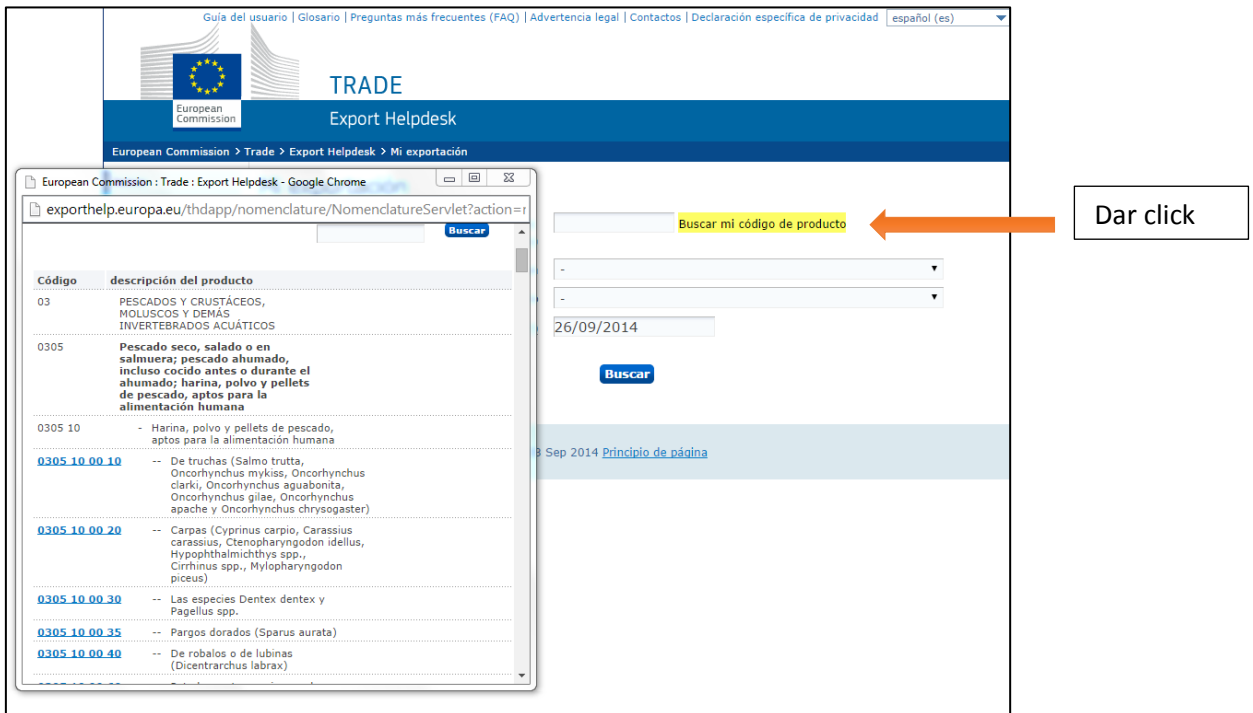 Guía del usuario | Glosario | Preguntas más frecuentes (FAQ) | Advertencia legal | Contactos | Declaración específica de privacidad español (es)
TRADE
European
Commission
Export Helpdesk
European Commission > Trade > Export Helpdesk > Mi exportación
European Commission : Trade : Export Helpdesk - Google Chrome
exporthelp.europa.eu/thdapp/nomenclature/NomenclatureServlet?action=r
Buscar
Código descripción del producto
03 PESCADOS Y CRUSTÁCEOS,
MOLUSCOS Y DEMÁS
INVERTEBRADOS ACUÁTICOS
0305 Pescado seco, salado o en
salmuera; pescado ahumado,
incluso cocido antes o durante el
ahumado; harina, polvo y pellets
de pescado, aptos para la
alimentación humana
0305 10 - Harina, polvo y pellets de pescado,
aptos para la alimentación humana
0305 10 00 10 -- De truchas (Salmo trutta,
Oncorhynchus mykiss, Oncorhynchus
clarki, Oncorhynchus aguabonita,
Oncorhynchus gilae, Oncorhynchus
apache y Oncorhynchus chrysogaster)
0305 10 00 20 -- Carpas (Cyprinus carpio, Carassius
carassius, Ctenopharyngodon idellus,
Hypophthalmichthys spp.,
Cirrhinus spp., Mylopharyngodon
piceus)
0305 10 00 30 -- Las especies Dentex dentex y
Pagellus spp.
0305 10 00 35 -- Pargos dorados (Sparus aurata)
0305 10 00 40 -- De robalos o de lubinas
(Dicentrarchus labrax)
Buscar mi código de producto
-
-
26/09/2014
Buscar
Sep 2014 Principio de página
Dar click